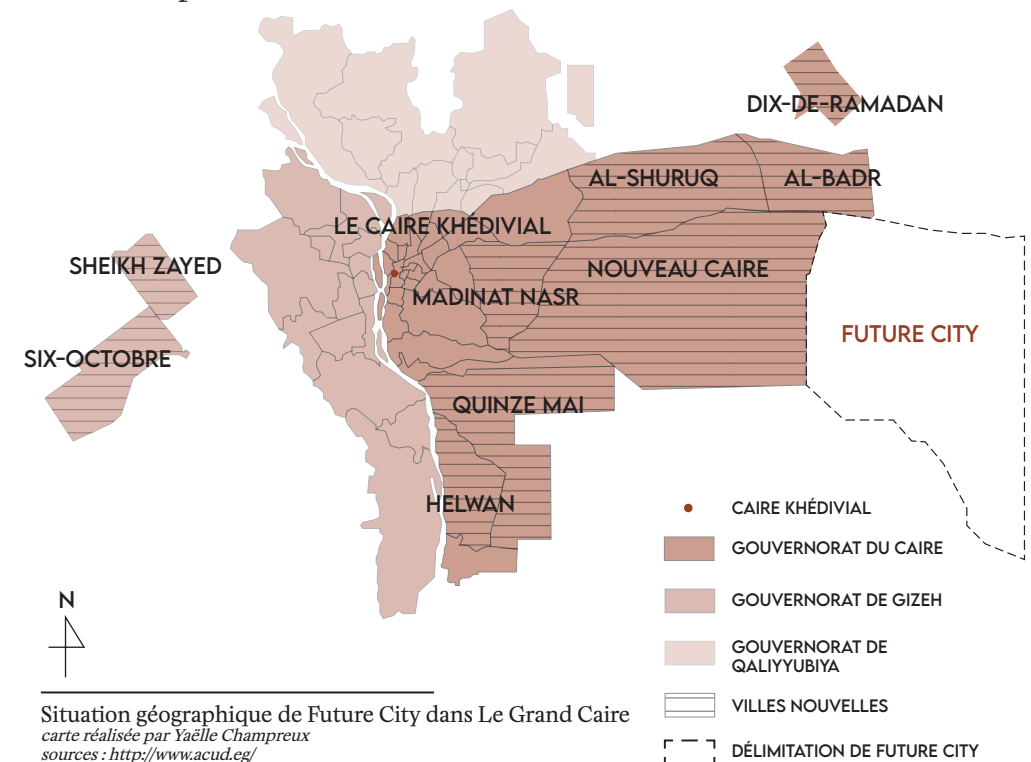 DIX-DE-RAMADAN
AL-SHURUQ
AL-BADR
LE CAIRE KHÉDIVIAL
SHEIKH ZAYED
NOUVEAU CAIRE
MADINAT NASR
FUTURE CITY
SIX-OCTOBRE
QUINZE MAI
HELWAN
CAIRE KHÉDIVIAL
GOUVERNORAT DU CAIRE
GOUVERNORAT DE GIZEH
GOUVERNORAT DE
QALIYYUBIYA
VILLES NOUVELLES
DÉLIMITATION DE FUTURE CITY
N
Situation géographique de Future City dans Le Grand Caire
carte réalisée par Yaëlle Champreux
sources : http://www.acud.eg/